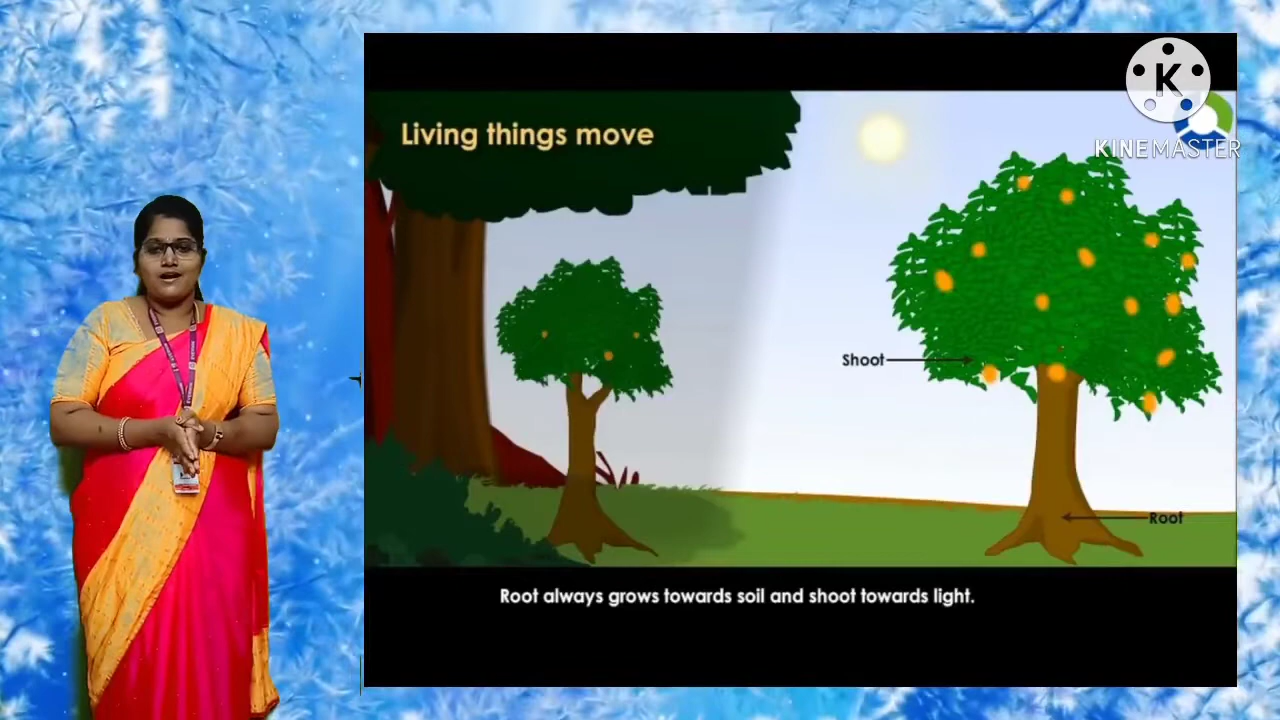 Living things move
K
KINEMASTER
Shoot
Root
Root always grows towards soil and shoot towards light.